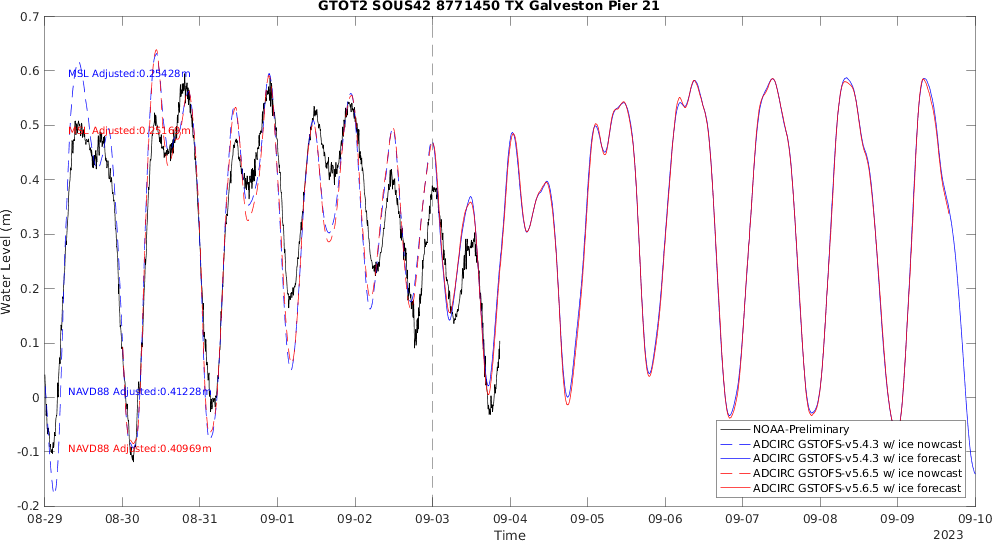 GTOT2 SOUS42 8771450 TX Galveston Pier 21
Water Level (m)
0.7
0.6
0.5
0.4
0.3
0.2
0.1
0
-0.1
-0.2
MSL Adjusted:0.25428m
MSL Adjusted:0.25169m
NAVD88 Adjusted:0.41228m
NAVD88 Adjusted:0.40969m
NOAA-Preliminary
ADCIRC GSTOFS-v5.4.3 w/ ice nowcast
ADCIRC GSTOFS-v5.4.3 w/ ice forecast
ADCIRC GSTOFS-v5.6.5 w/ ice nowcast
ADCIRC GSTOFS-v5.6.5 w/ ice forecast
08-29 08-30 08-31 09-01 09-02 09-03 09-04 09-05 09-06 09-07 09-08 09-09 09-10
Time
2023